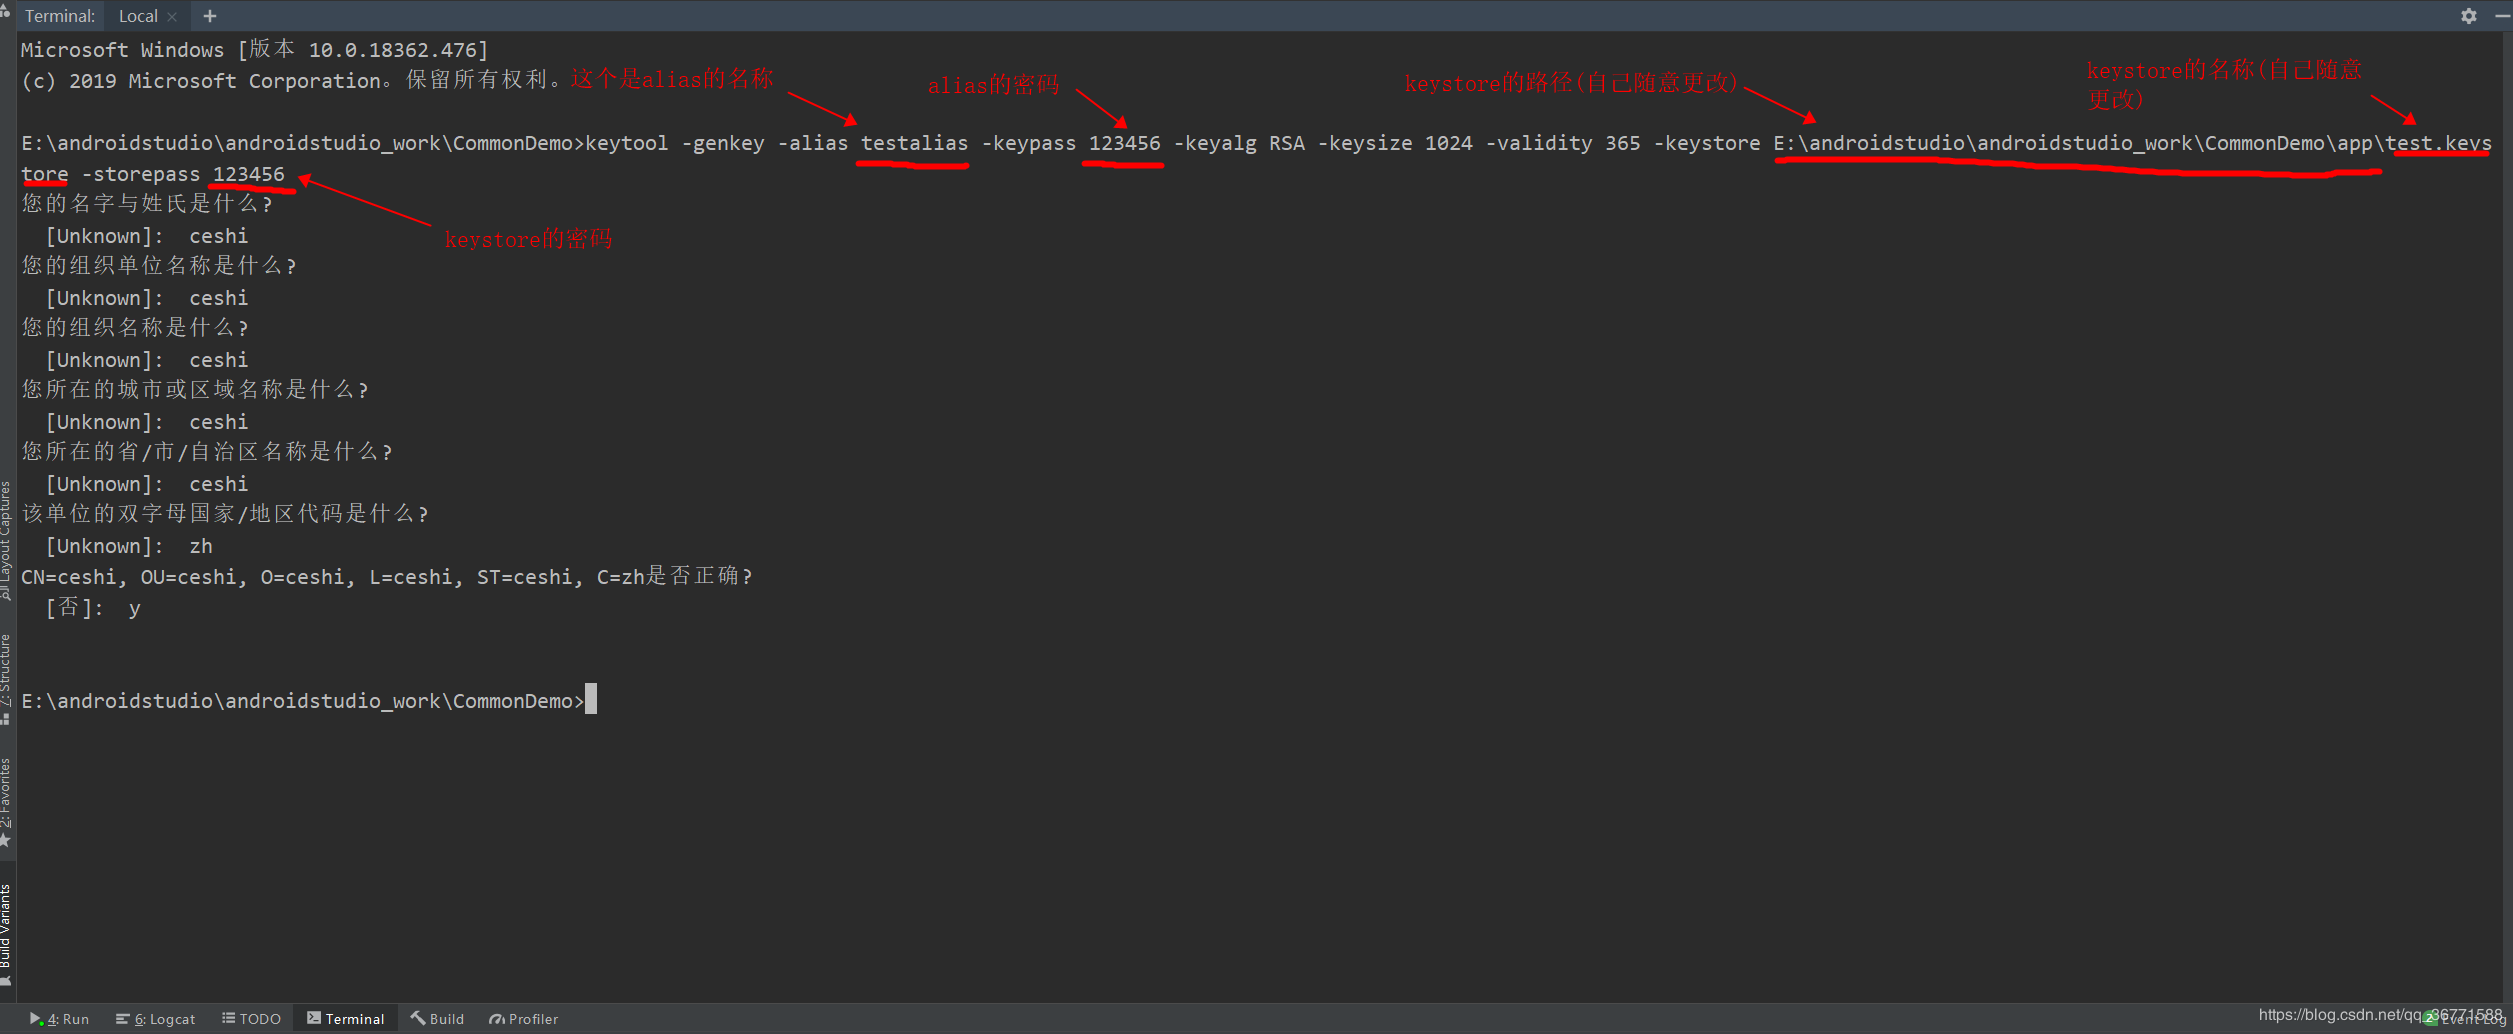 Terminal: Local × +
Microsoft Windows [版本 10.0.18362.476]
(c) 2019 Microsoft Corporation。保留所有权利。
这个是alias的名称
alias的密码
keystore的路径(自己随意更改)
keystore的名称(自己随意
更改)
E:\androidstudio\androidstudio_work\CommonDemo>keytool -genkey -alias testalias -keypass 123456 -keyalg RSA -keysize 1024 -validity 365 -keystore E:\androidstudio\androidstudio_work\CommonDemo\app\test.keys
tore -storepass 123456
keystore的密码
您的名字与姓氏是什么?
[Unknown]: ceshi
您的组织单位名称是什么?
[Unknown]: ceshi
您的组织名称是什么?
[Unknown]: ceshi
您所在的城市或区域名称是什么?
[Unknown]: ceshi
您所在的省/市/自治区名称是什么?
[Unknown]: ceshi
该单位的双字母国家/地区代码是什么?
[Unknown]: zh
CN=ceshi, OU=ceshi, O=ceshi, L=ceshi, ST=ceshi, C=zh是否正确?
[否]: y
E:\androidstudio\androidstudio_work\CommonDemo>
Layout Captures
7: Structure
2: Favorites
Build Variants
4: Run 6: Logcat TODO Terminal Build Profiler
2 Event Log
https://blog.csdn.net/qq_36771588